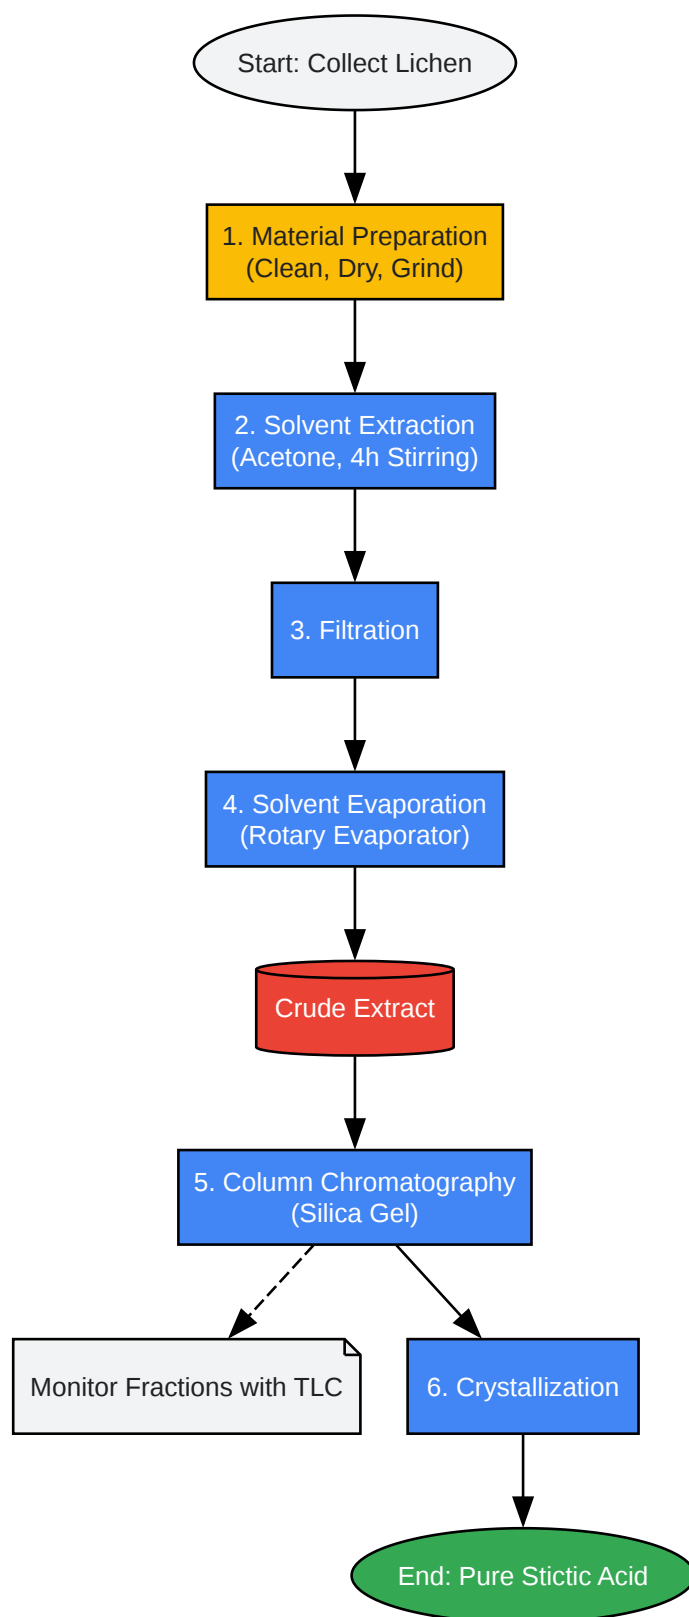 Start: Collect Lichen
1. Material Preparation
(Clean, Dry, Grind)
2. Solvent Extraction
(Acetone, 4h Stirring)
3. Filtration
4. Solvent Evaporation
(Rotary Evaporator)
Crude Extract
5. Column Chromatography
(Silica Gel)
Monitor Fractions with TLC
6. Crystallization
End: Pure Stictic Acid